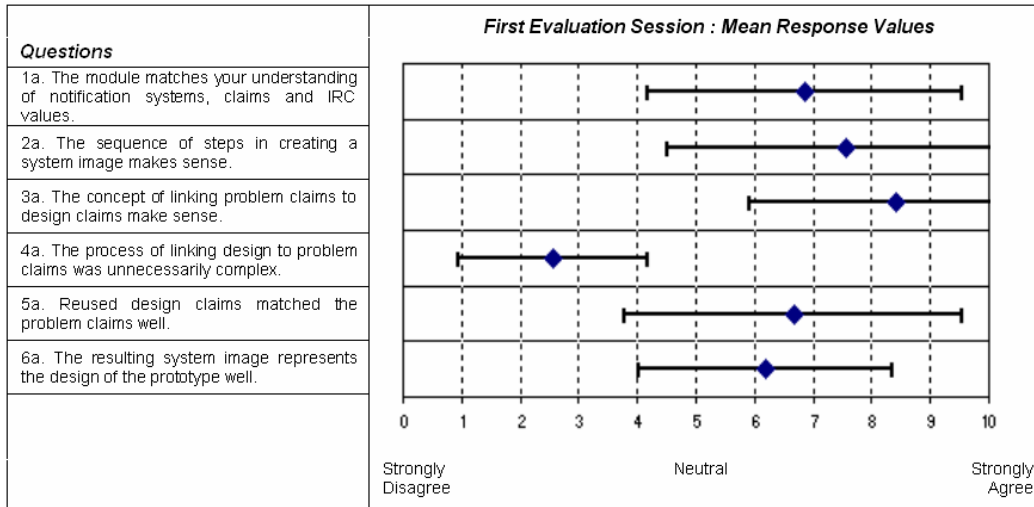 First Evaluation Session : Mean Response Values
Questions
1a. The module matches your understanding
of notification systems, claims and IRC
values.
2a. The sequence of steps in creating a
system image makes sense.
3a. The concept of linking problem claims to
design claims make sense.
4a. The process of linking design to problem
claims was unnecessarily complex.
5a. Reused design claims matched the
problem claims well.
6a. The resulting system image represents
the design of the prototype well.
0 1 2 3 4 5 6 7 8 9 10
Strongly Neutral Strongly
Disagree Agree